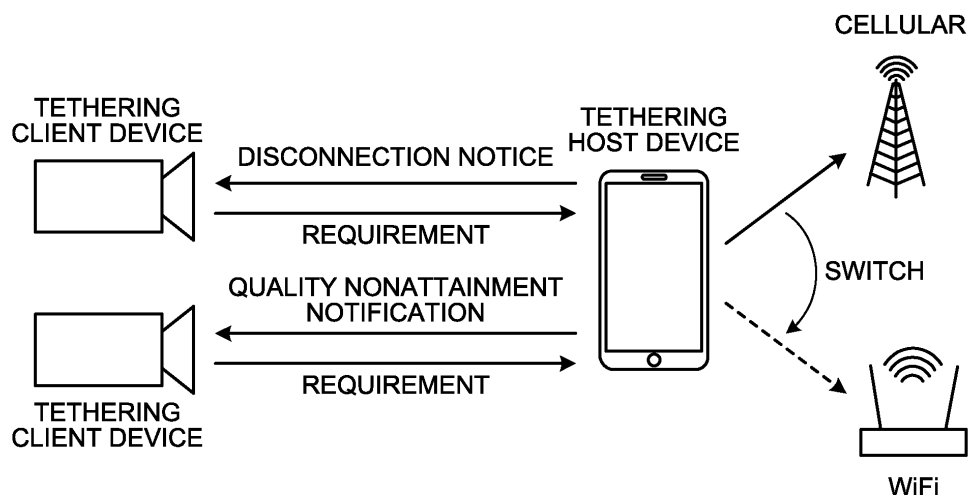 CELLULAR
TETHERING
CLIENT DEVICE
TETHERING
HOST DEVICE
DISCONNECTION NOTICE
REQUIREMENT
SWITCH
QUALITY NONATTAINMENT
NOTIFICATION
REQUIREMENT
TETHERING
CLIENT DEVICE
WiFi